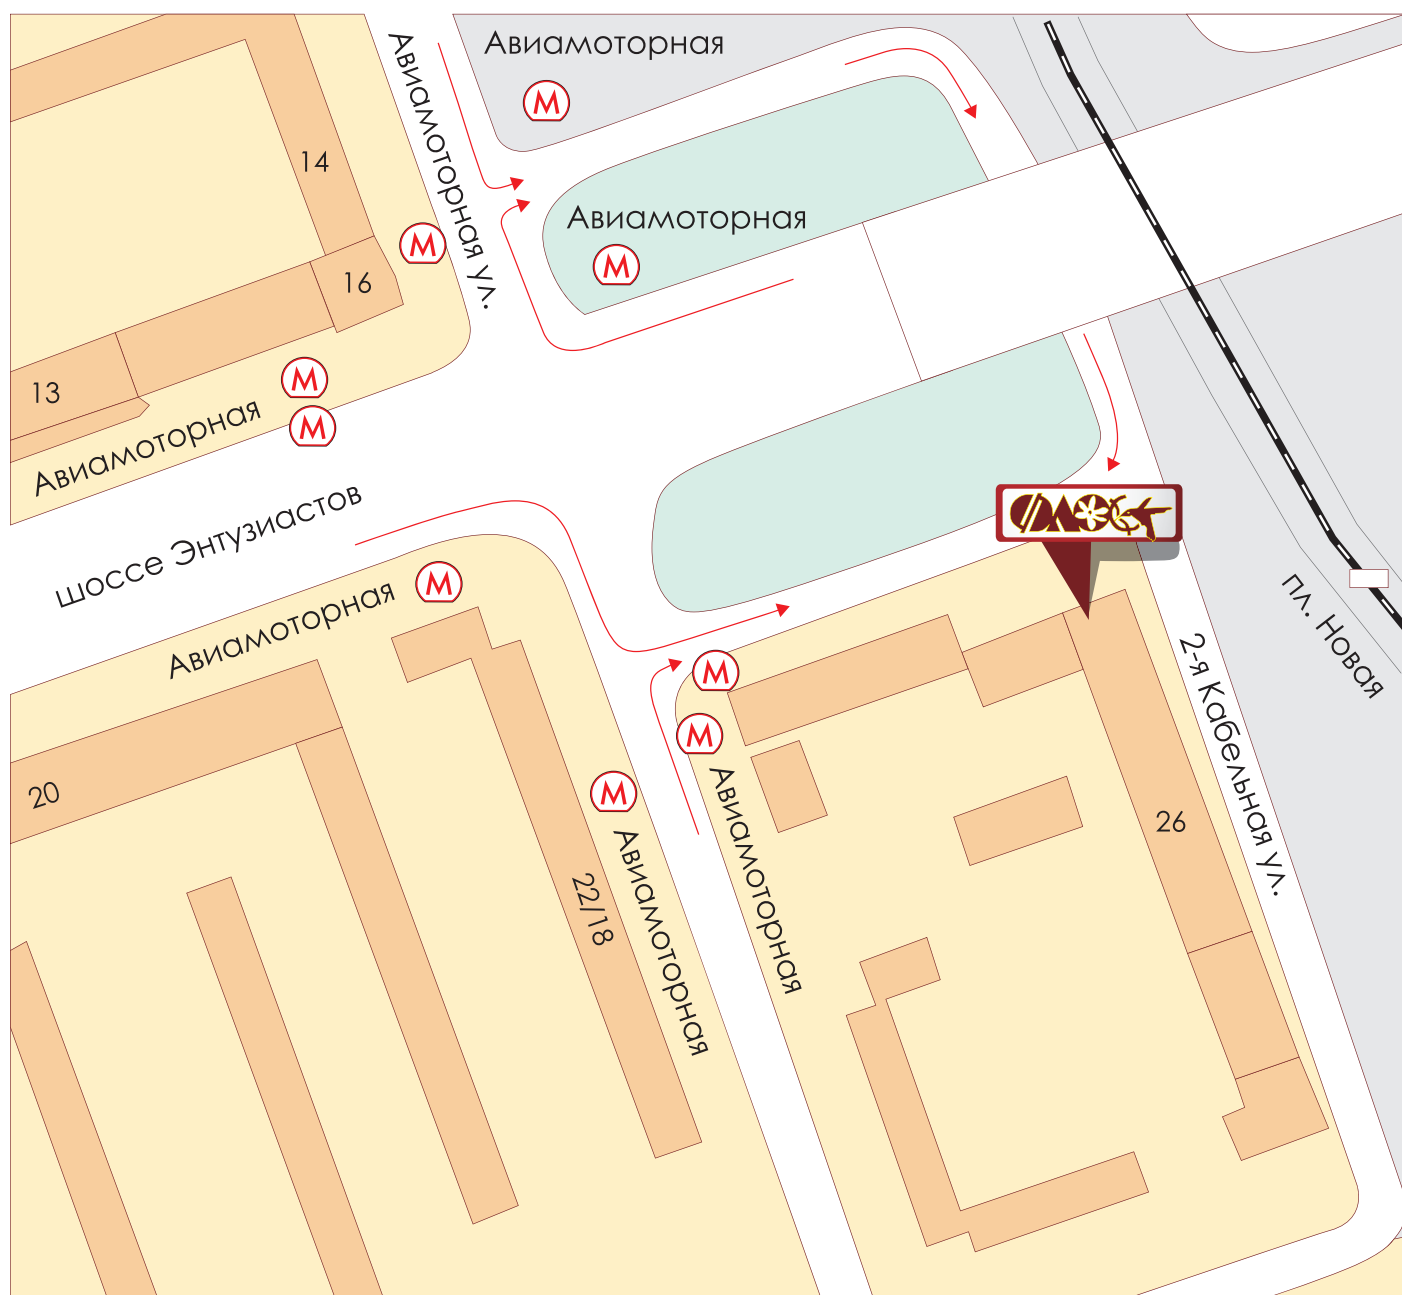 Авиамоторная
М
Авиамоторная ул.
14
Авиамоторная
М
М
16
М
13
М
Авиамоторная
шоссе Энтузиастов
ФЛОСТ
М
Авиамоторная
пл. Новая
2-я Кабельная ул.
М
М
М
20
26
Авиамоторная
Авиамоторная
22/18